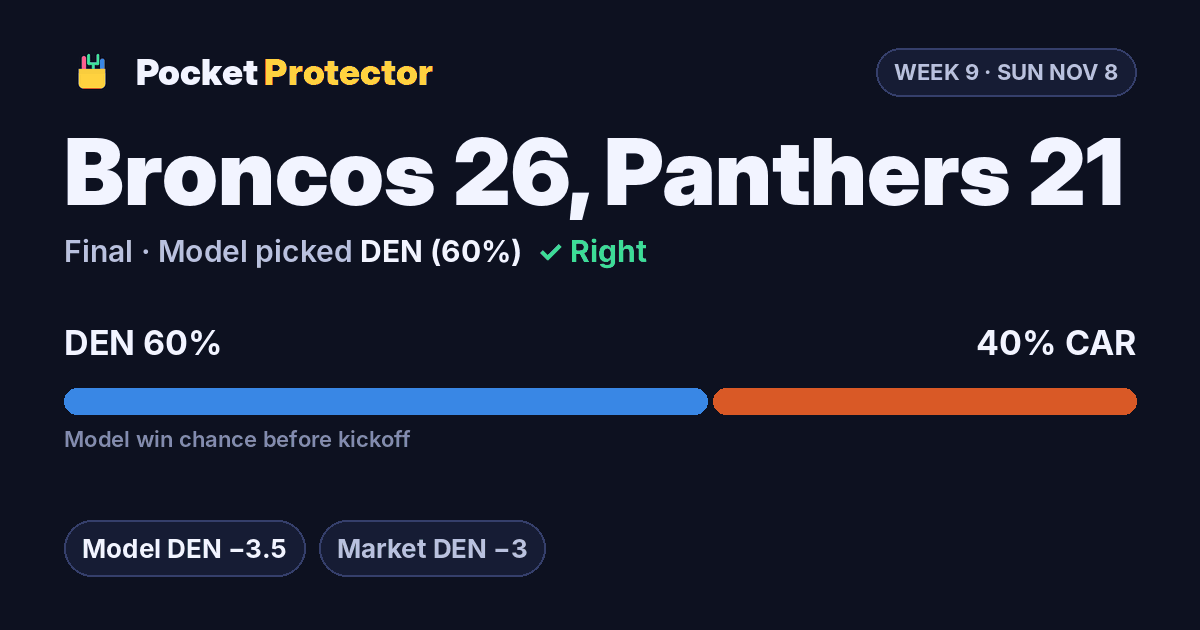 Pocket Protector
WEEK 9 · SUN NOV 8
Broncos 26, Panthers 21
Final · Model picked DEN (60%) ✓ Right
DEN 60%
40% CAR
Model win chance before kickoff
Model DEN −3.5
Market DEN −3